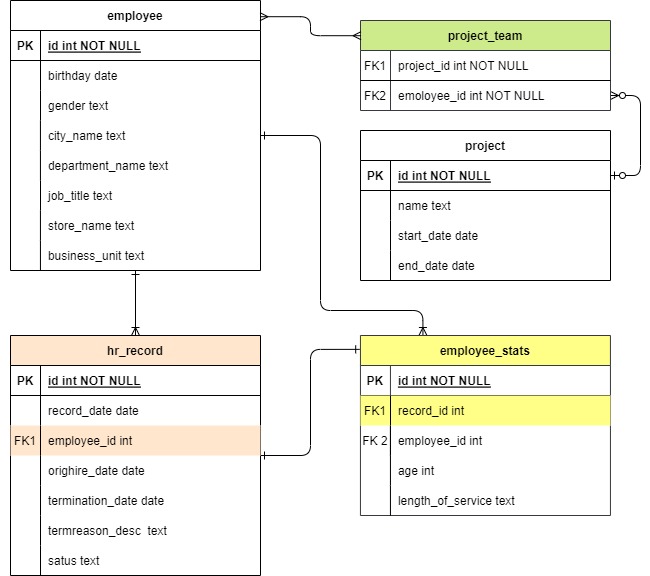 employee
PK id int NOT NULL
birthday date
gender text
city_name text
department_name text
job_title text
store_name text
business_unit text
project_team
FK1 project_id int NOT NULL
FK2 emoloyee_id int NOT NULL
project
PK id int NOT NULL
name text
start_date date
end_date date
hr_record
PK id int NOT NULL
record_date date
FK1 employee_id int
orighire_date date
termination_date date
termreason_desc  text
satus text
employee_stats
PK id int NOT NULL
FK1 record_id int
FK 2 employee_id int
age int
length_of_service text